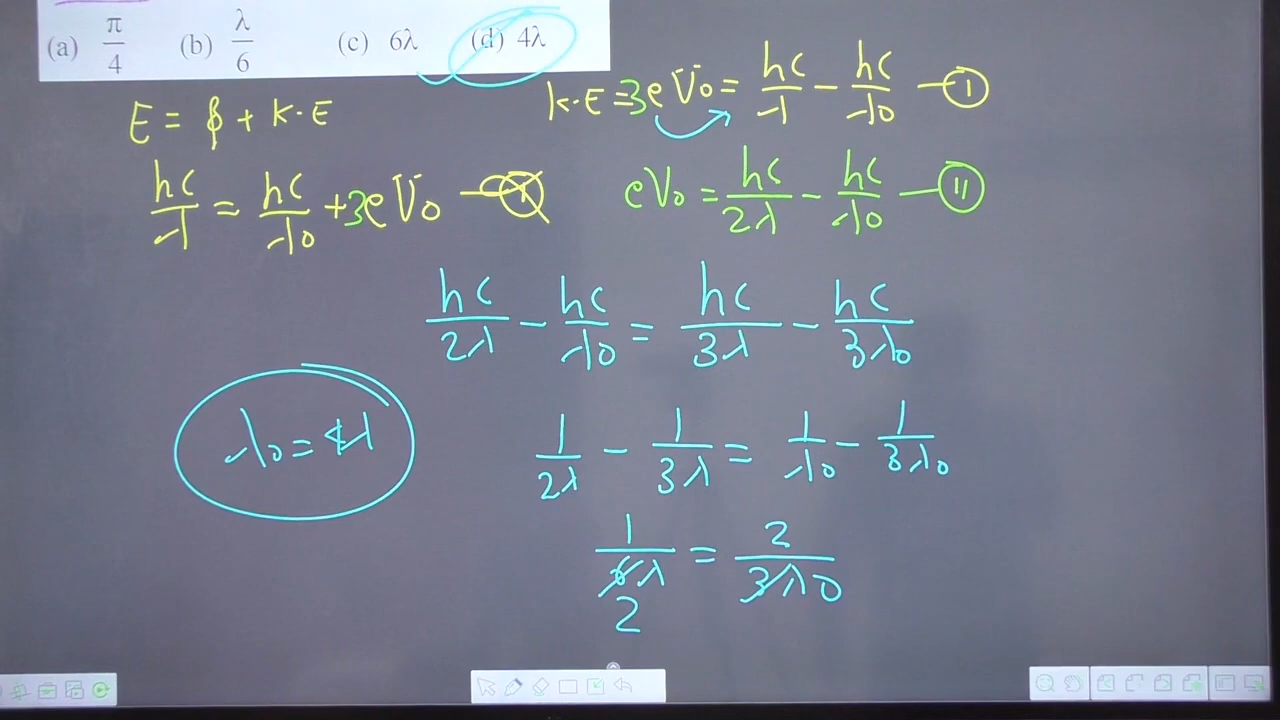 (a) π/4 (b) λ/6 (c) 6λ (d) 4λ
E = ϕ + K.E
K.E = 3eV₀ = hc/λ - hc/λ₀ — ①
hc/λ = hc/λ₀ + 3eV₀
eV₀ = hc/2λ - hc/λ₀ — ⑪
hc/2λ - hc/λ₀ = hc/3λ - hc/3λ₀
λ₀ = 4λ
1/2λ - 1/3λ = 1/λ₀ - 1/3λ₀
1/6λ = 2/3λ₀
2